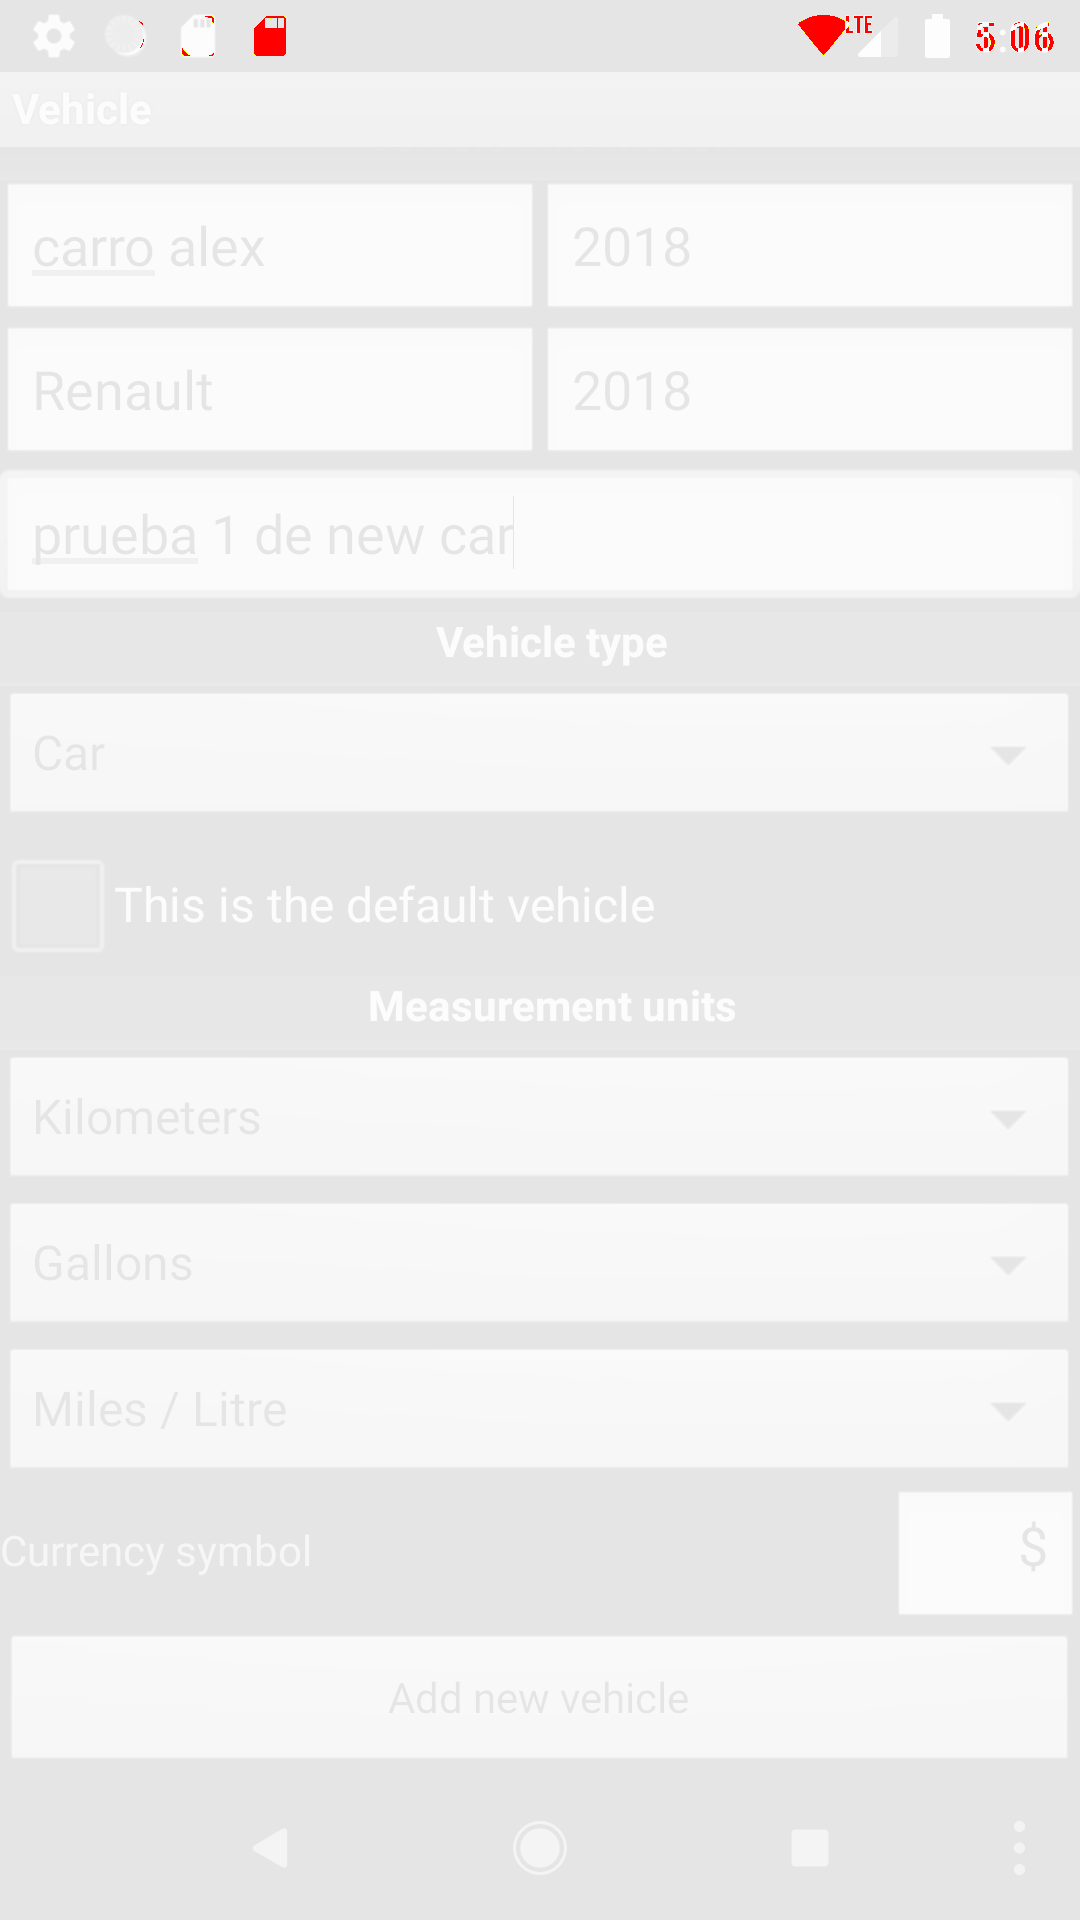 LTE 5:06
Vehicle
carro alex 2018
Renault 2018
prueba 1 de new car
Vehicle type
Car
This is the default vehicle
Measurement units
Kilometers
Gallons
Miles / Litre
Currency symbol $
Add new vehicle